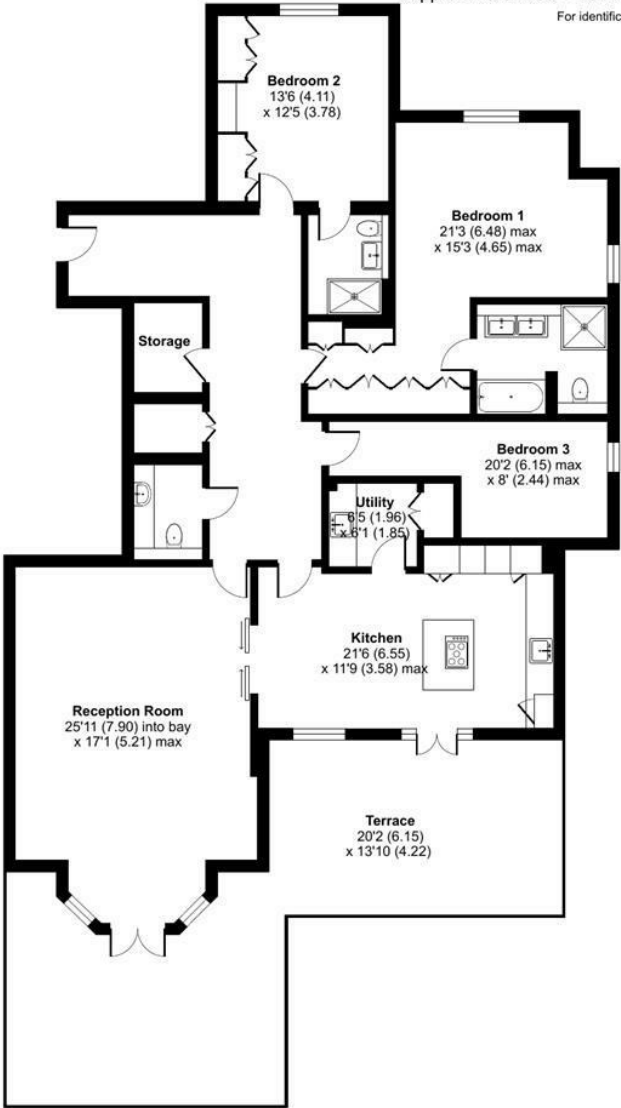 For identific
Bedroom 2
13'6 (4.11)
x 12'5 (3.78)
Bedroom 1
21'3 (6.48) max
x 15'3 (4.65) max
Storage
Bedroom 3
20'2 (6.15) max
x 8' (2.44) max
Utility
6'5 (1.96)
x 6'1 (1.85)
Kitchen
21'6 (6.55)
x 11'9 (3.58) max
Reception Room
25'11 (7.90) into bay
x 17'1 (5.21) max
Terrace
20'2 (6.15)
x 13'10 (4.22)